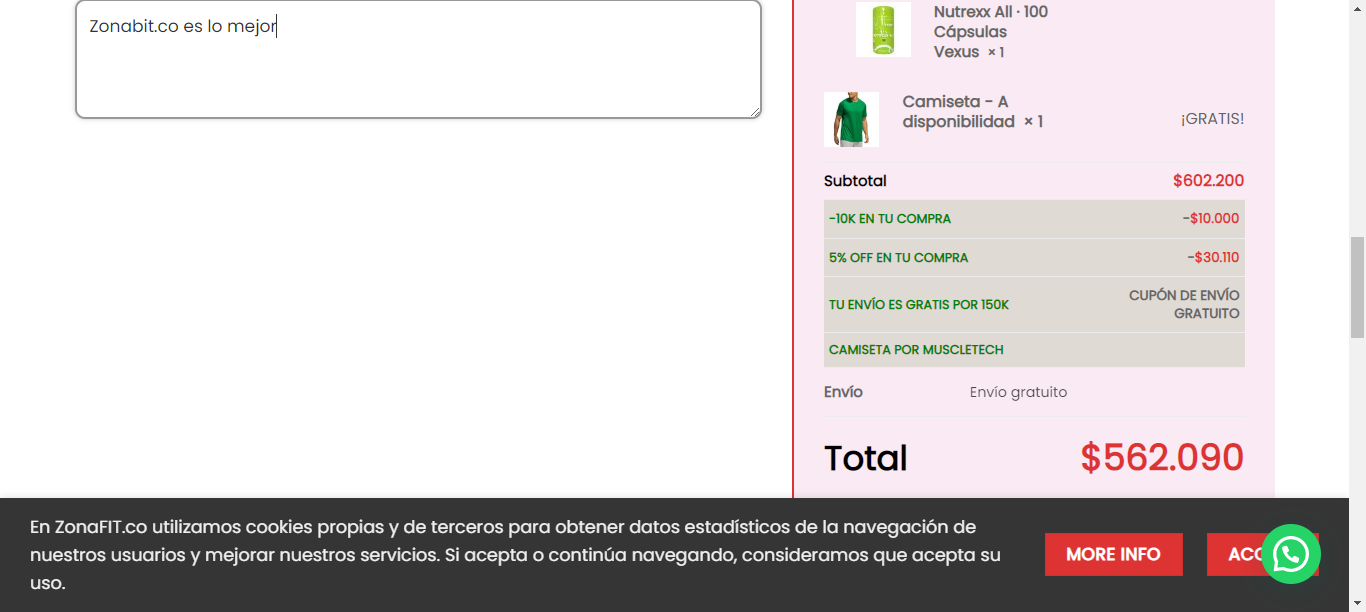 Zonabit.co es lo mejor
Nutrexx All · 100
Cápsulas
Vexus × 1
Camiseta - A
disponibilidad × 1
¡GRATIS!
Subtotal $602.200
-10K EN TU COMPRA -$10.000
5% OFF EN TU COMPRA -$30.110
TU ENVÍO ES GRATIS POR 150K
CUPÓN DE ENVÍO
GRATUITO
CAMISETA POR MUSCLETECH
Envío Envío gratuito
Total $562.090
En ZonaFIT.co utilizamos cookies propias y de terceros para obtener datos estadísticos de la navegación de
nuestros usuarios y mejorar nuestros servicios. Si acepta o continúa navegando, consideramos que acepta su
uso.
MORE INFO